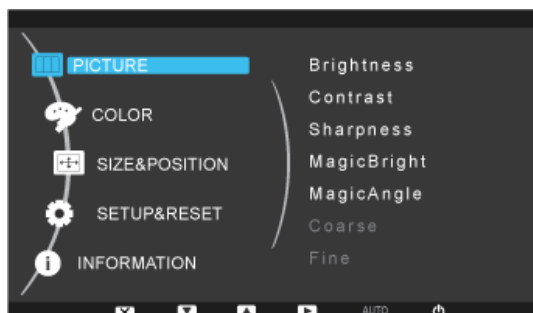 PICTURE
COLOR
SIZE&POSITION
SETUP&RESET
INFORMATION
Brightness
Contrast
Sharpness
MagicBright
MagicAngle
Coarse
Fine
AUTO